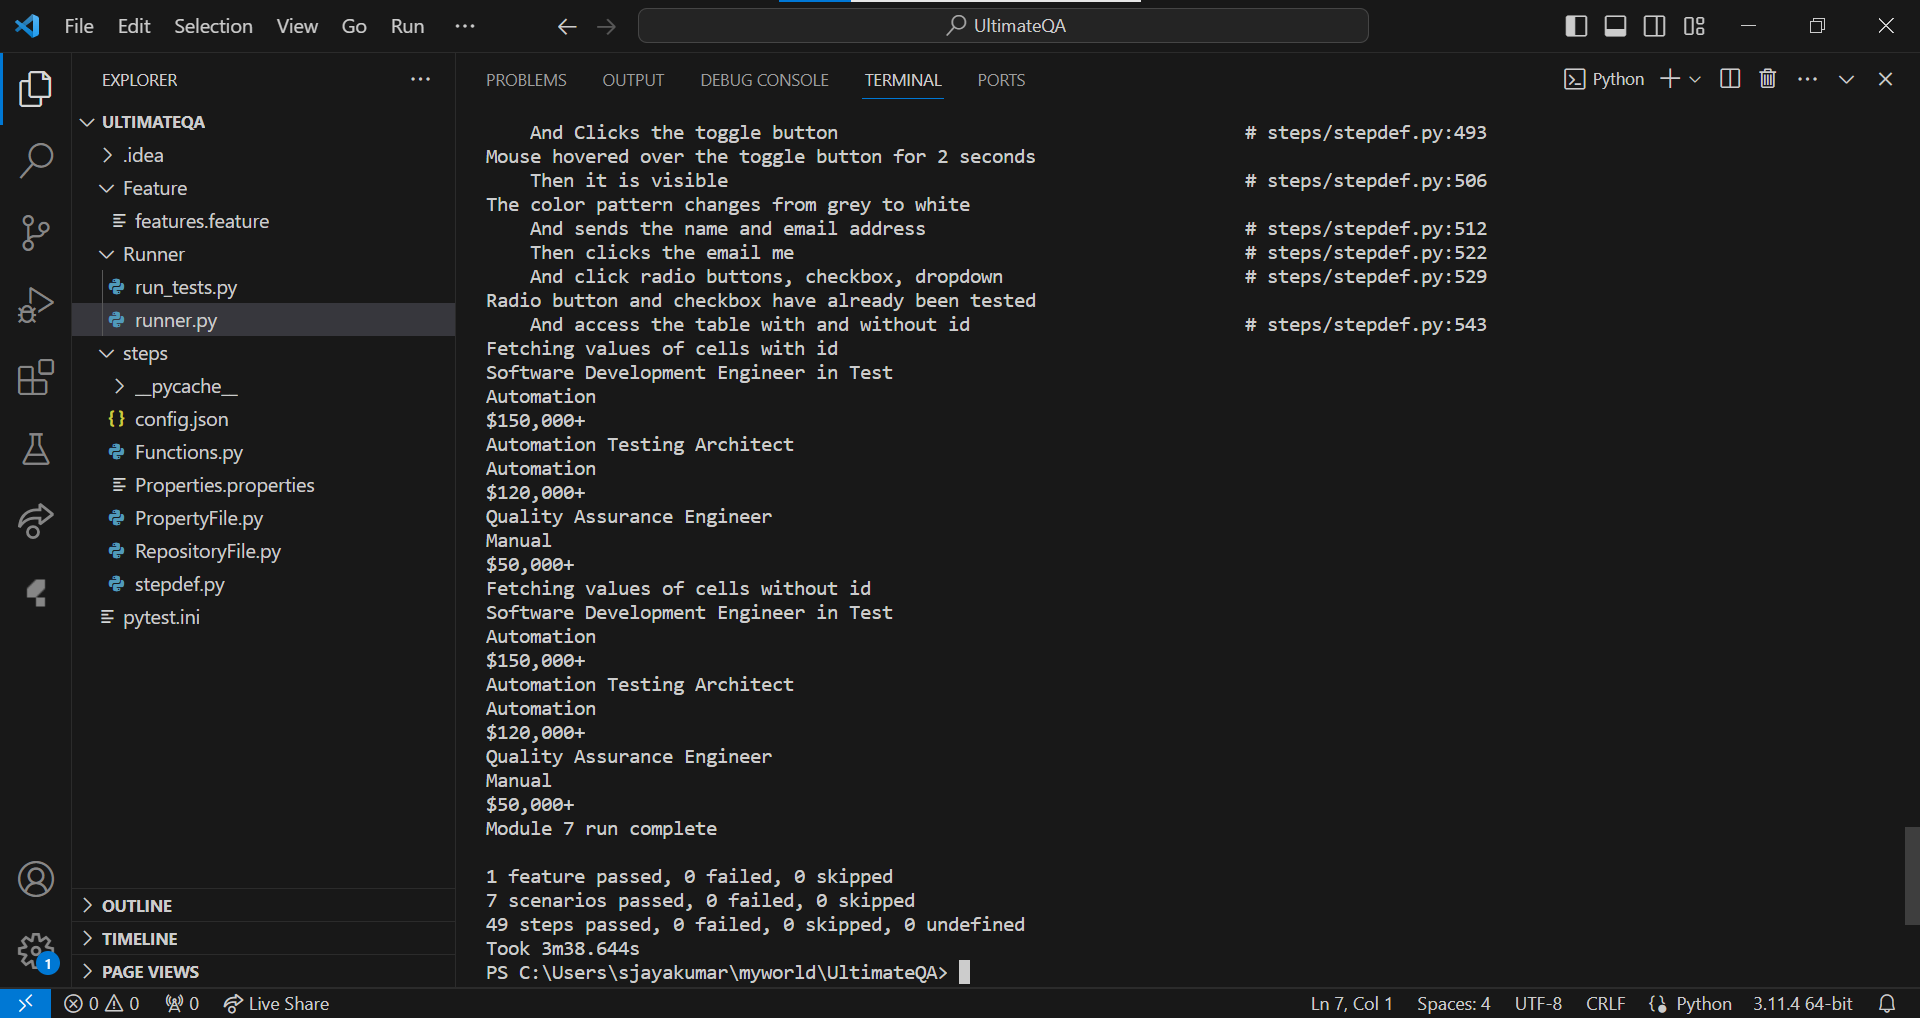 File Edit Selection View Go Run ··· UltimateQA
EXPLORER ···
ULTIMATEQA
.idea
Feature
features.feature
Runner
run_tests.py
runner.py
steps
__pycache__
{} config.json
Functions.py
Properties.properties
PropertyFile.py
RepositoryFile.py
stepdef.py
pytest.ini
OUTLINE
TIMELINE
PAGE VIEWS
1
PROBLEMS OUTPUT DEBUG CONSOLE TERMINAL PORTS Python ···
And Clicks the toggle button # steps/stepdef.py:493
Mouse hovered over the toggle button for 2 seconds
Then it is visible # steps/stepdef.py:506
The color pattern changes from grey to white
And sends the name and email address # steps/stepdef.py:512
Then clicks the email me # steps/stepdef.py:522
And click radio buttons, checkbox, dropdown # steps/stepdef.py:529
Radio button and checkbox have already been tested
And access the table with and without id # steps/stepdef.py:543
Fetching values of cells with id
Software Development Engineer in Test
Automation
$150,000+
Automation Testing Architect
Automation
$120,000+
Quality Assurance Engineer
Manual
$50,000+
Fetching values of cells without id
Software Development Engineer in Test
Automation
$150,000+
Automation Testing Architect
Automation
$120,000+
Quality Assurance Engineer
Manual
$50,000+
Module 7 run complete
1 feature passed, 0 failed, 0 skipped
7 scenarios passed, 0 failed, 0 skipped
49 steps passed, 0 failed, 0 skipped, 0 undefined
Took 3m38.644s
PS C:\Users\sjayakumar\myworld\UltimateQA>
0 0 0 Live Share Ln 7, Col 1 Spaces: 4 UTF-8 CRLF Python 3.11.4 64-bit